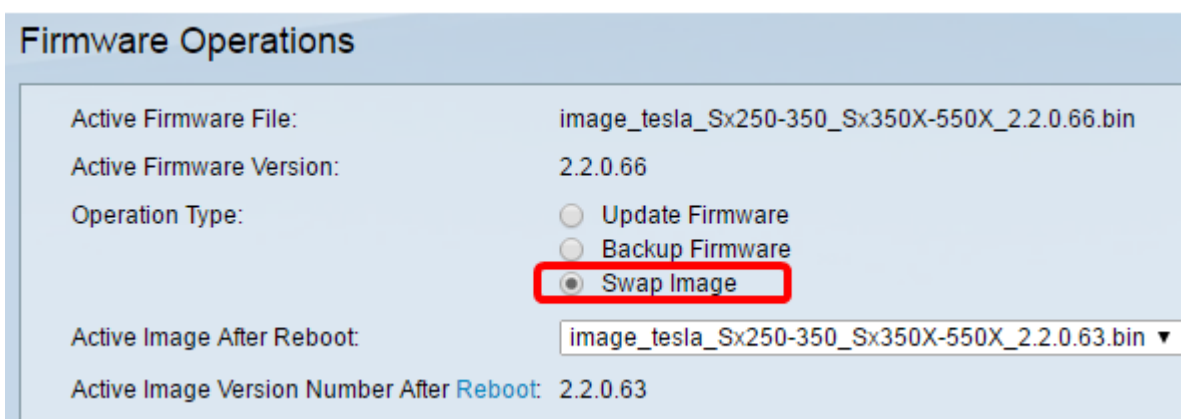 Firmware Operations
Active Firmware File: image_tesla_Sx250-350_Sx350X-550X_2.2.0.66.bin
Active Firmware Version: 2.2.0.66
Operation Type: Update Firmware
Backup Firmware
Swap Image
Active Image After Reboot: image_tesla_Sx250-350_Sx350X-550X_2.2.0.63.bin
Active Image Version Number After Reboot: 2.2.0.63